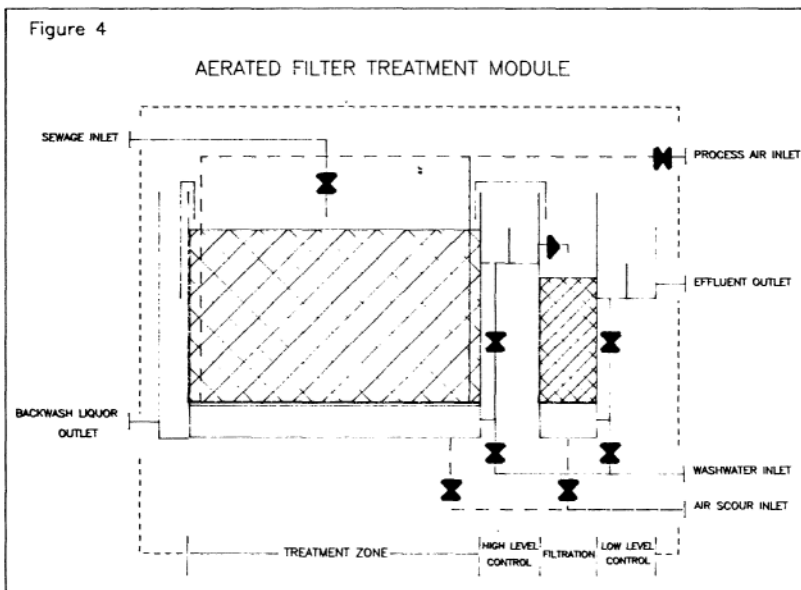 Figure 4
AERATED FILTER TREATMENT MODULE
SEWAGE INLET
PROCESS AIR INLET
EFFLUENT OUTLET
BACKWASH LIQUOR
OUTLET
WASHWATER INLET
AIR SCOUR INLET
TREATMENT ZONE
HIGH LEVEL
CONTROL
FILTRATION
LOW LEVEL
CONTROL